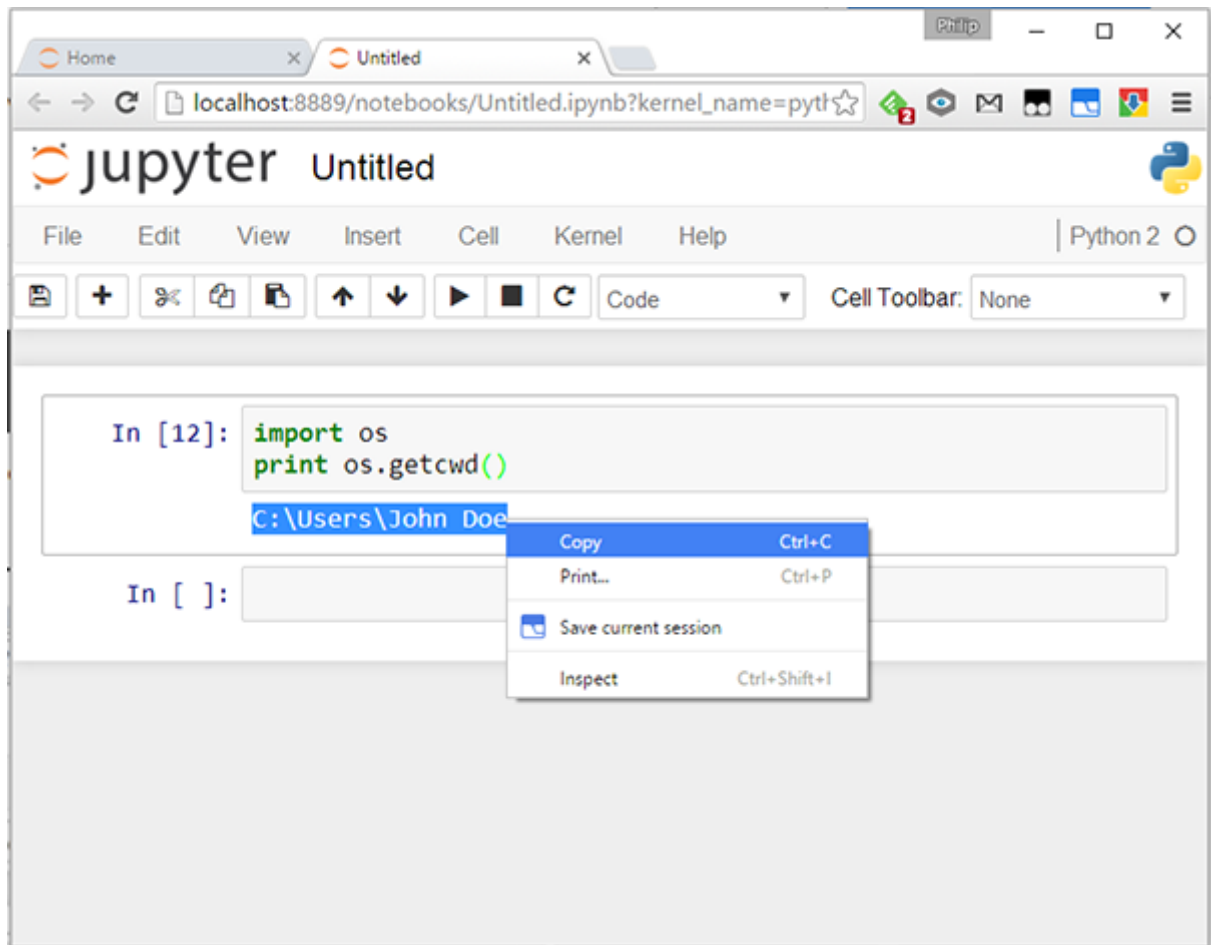 Philip
Home
Untitled
localhost:8889/notebooks/Untitled.ipynb?kernel_name=pyth
2
jupyter Untitled
File Edit View Insert Cell Kernel Help Python 2
Code Cell Toolbar: None
In [12]: import os
print os.getcwd()
C:\Users\John Doe
Copy Ctrl+C
Print... Ctrl+P
In [ ]:
Save current session
Inspect Ctrl+Shift+I